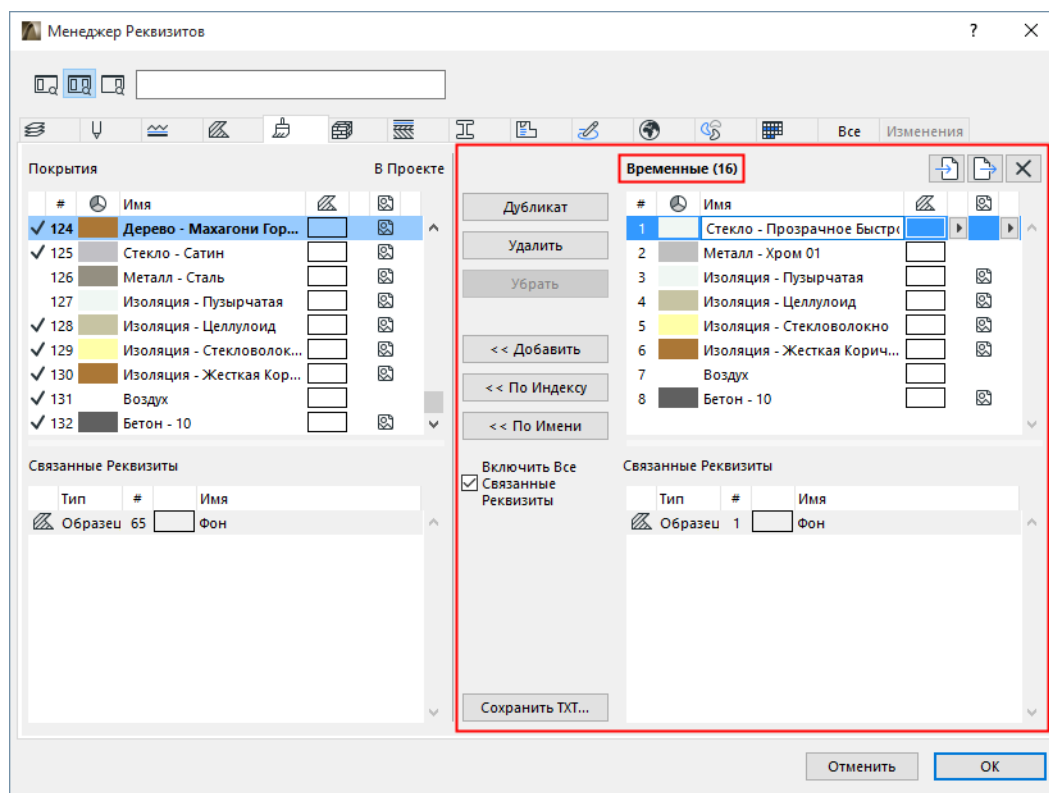 Менеджер Реквизитов
?
Все
Изменения
Покрытия
В Проекте
# Имя
124 Дерево - Махагони Гор...
125 Стекло - Сатин
126 Металл - Сталь
127 Изоляция - Пузырчатая
128 Изоляция - Целлулоид
129 Изоляция - Стекловолок...
130 Изоляция - Жесткая Кор...
131 Воздух
132 Бетон - 10
Связанные Реквизиты
Тип # Имя
Образец 65 Фон
Дубликат
Удалить
Убрать
<< Добавить
<< По Индексу
<< По Имени
Включить Все
Связанные
Реквизиты
Сохранить TXT...
Временные (16)
# Имя
1 Стекло - Прозрачное Быстро
2 Металл - Хром 01
3 Изоляция - Пузырчатая
4 Изоляция - Целлулоид
5 Изоляция - Стекловолокно
6 Изоляция - Жесткая Корич...
7 Воздух
8 Бетон - 10
Связанные Реквизиты
Тип # Имя
Образец 1 Фон
Отменить
ОК